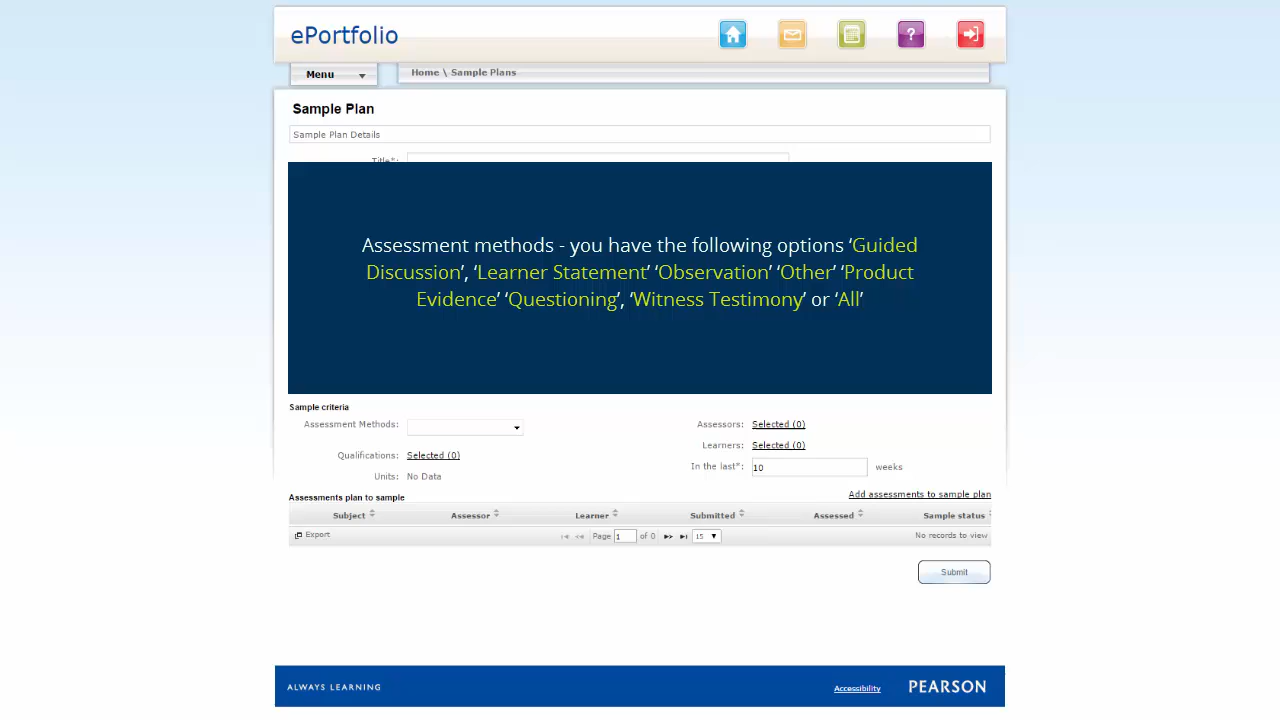 ePortfolio
?
Menu
Home \ Sample Plans
Sample Plan
Sample Plan Details
Title*:
Assessment methods - you have the following options ‘Guided
Discussion’, ‘Learner Statement’ ‘Observation’ ‘Other’ ‘Product
Evidence’ ‘Questioning’, ‘Witness Testimony’ or ‘All’
Sample criteria
Assessment Methods:
Assessors: Selected (0)
Learners: Selected (0)
Qualifications: Selected (0)
In the last*: 10 weeks
Units: No Data
Add assessments to sample plan
Assessments plan to sample
Subject Assessor Learner Submitted Assessed Sample status
Export Page 1 of 0 15 No records to view
Submit
ALWAYS LEARNING Accessibility PEARSON